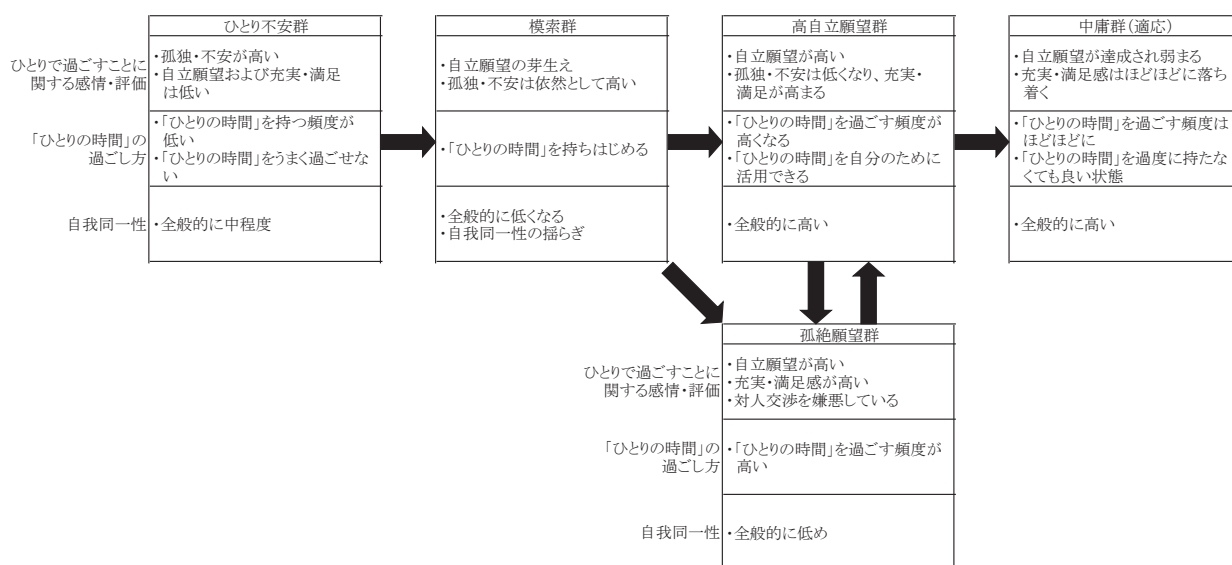 ひとり不安群
模索群
高自立願望群
中庸群（適応）
ひとりで過ごすことに
関する感情・評価
・孤独・不安が高い
・自立願望および充実・満足
は低い
・自立願望の芽生え
・孤独・不安は依然として高い
・自立願望が高い
・孤独・不安は低くなり、充実・
満足が高まる
・自立願望が達成され弱まる
・充実・満足感はほどほどに落ち
着く
「ひとりの時間」の
過ごし方
・「ひとりの時間」を持つ頻度が
低い
・「ひとりの時間」をうまく過ごせな
い
・「ひとりの時間」を持ちはじめる
・「ひとりの時間」を過ごす頻度が
高くなる
・「ひとりの時間」を自分のために
活用できる
・「ひとりの時間」を過ごす頻度は
ほどほどに
・「ひとりの時間」を過度に持たな
くても良い状態
自我同一性
・全般的に中程度
・全般的に低くなる
・自我同一性の揺らぎ
・全般的に高い
・全般的に高い
孤絶願望群
ひとりで過ごすことに
関する感情・評価
・自立願望が高い
・充実・満足感が高い
・対人交渉を嫌悪している
「ひとりの時間」の
過ごし方
・「ひとりの時間」を過ごす頻度が
高い
自我同一性
・全般的に低め